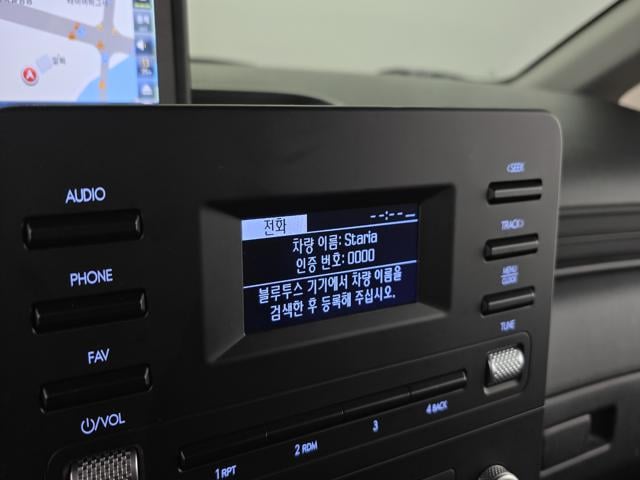 AUDIO
PHONE
FAV
⏻/VOL
전화
--:--
차량 이름: Staria
인증 번호: 0000
블루투스 기기에서 차량 이름을
검색한 후 등록해 주십시오.
<SEEK
TRACK>
MENU
CLOCK
TUNE
1 RPT
2 RDM
3
4 BACK